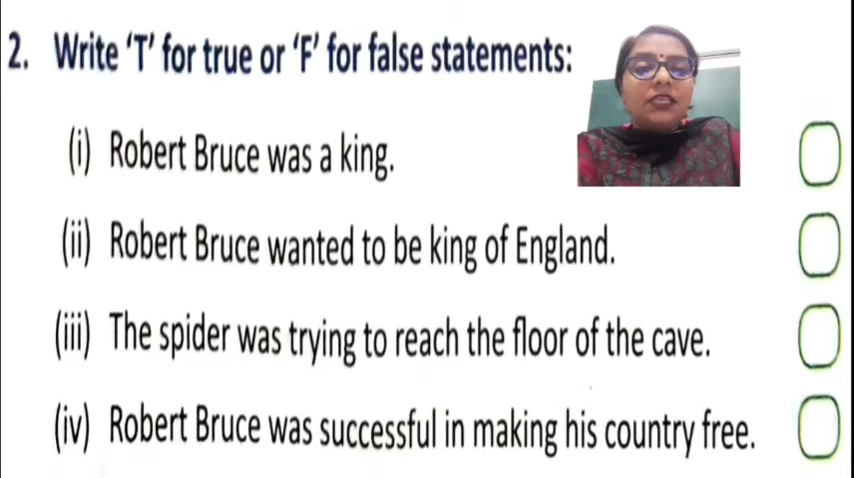 2. Write ‘T’ for true or ‘F’ for false statements:
(i) Robert Bruce was a king.
(ii) Robert Bruce wanted to be king of England.
(iii) The spider was trying to reach the floor of the cave.
(iv) Robert Bruce was successful in making his country free.